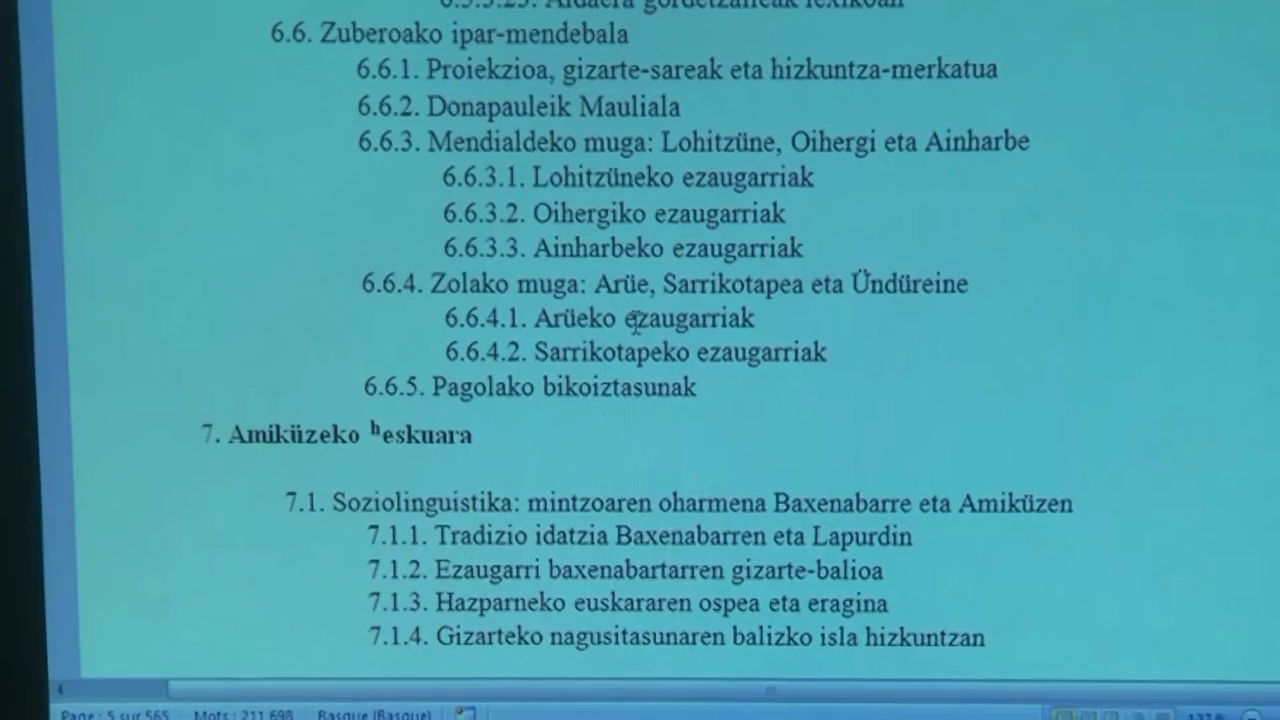 6.6. Zuberoako ipar-mendebala
6.6.1. Proiekzioa, gizarte-sareak eta hizkuntza-merkatua
6.6.2. Donapauleik Mauliala
6.6.3. Mendialdeko muga: Lohitzüne, Oihergi eta Ainharbe
6.6.3.1. Lohitzüneko ezaugarriak
6.6.3.2. Oihergiko ezaugarriak
6.6.3.3. Ainharbeko ezaugarriak
6.6.4. Zolako muga: Arüe, Sarrikotapea eta Ündüreine
6.6.4.1. Arüeko ezaugarriak
6.6.4.2. Sarrikotapeko ezaugarriak
6.6.5. Pagolako bikoiztasunak
7. Amiküzeko ʰeskuara
7.1. Soziolinguistika: mintzoaren oharmena Baxenabarre eta Amiküzen
7.1.1. Tradizio idatzia Baxenabarren eta Lapurdin
7.1.2. Ezaugarri baxenabartarren gizarte-balioa
7.1.3. Hazparneko euskararen ospea eta eragina
7.1.4. Gizarteko nagusitasunaren balizko isla hizkuntzan
Page : 5 sur 565 Mots : 211 698 Basque (Basque)